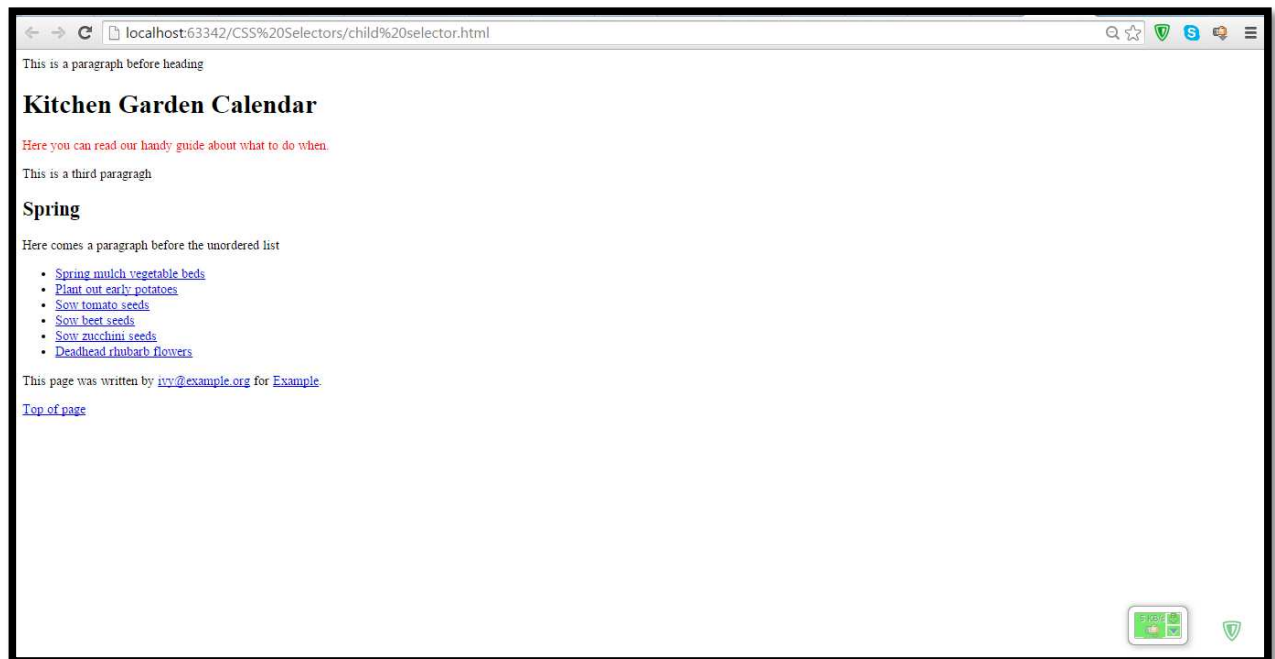 localhost:63342/CSS%20Selectors/child%20selector.html
This is a paragraph before heading
Kitchen Garden Calendar
Here you can read our handy guide about what to do when.
This is a third paragragh
Spring
Here comes a paragraph before the unordered list
Spring mulch vegetable beds
Plant out early potatoes
Sow tomato seeds
Sow beet seeds
Sow zucchini seeds
Deadhead rhubarb flowers
This page was written by ivy@example.org for Example.
Top of page